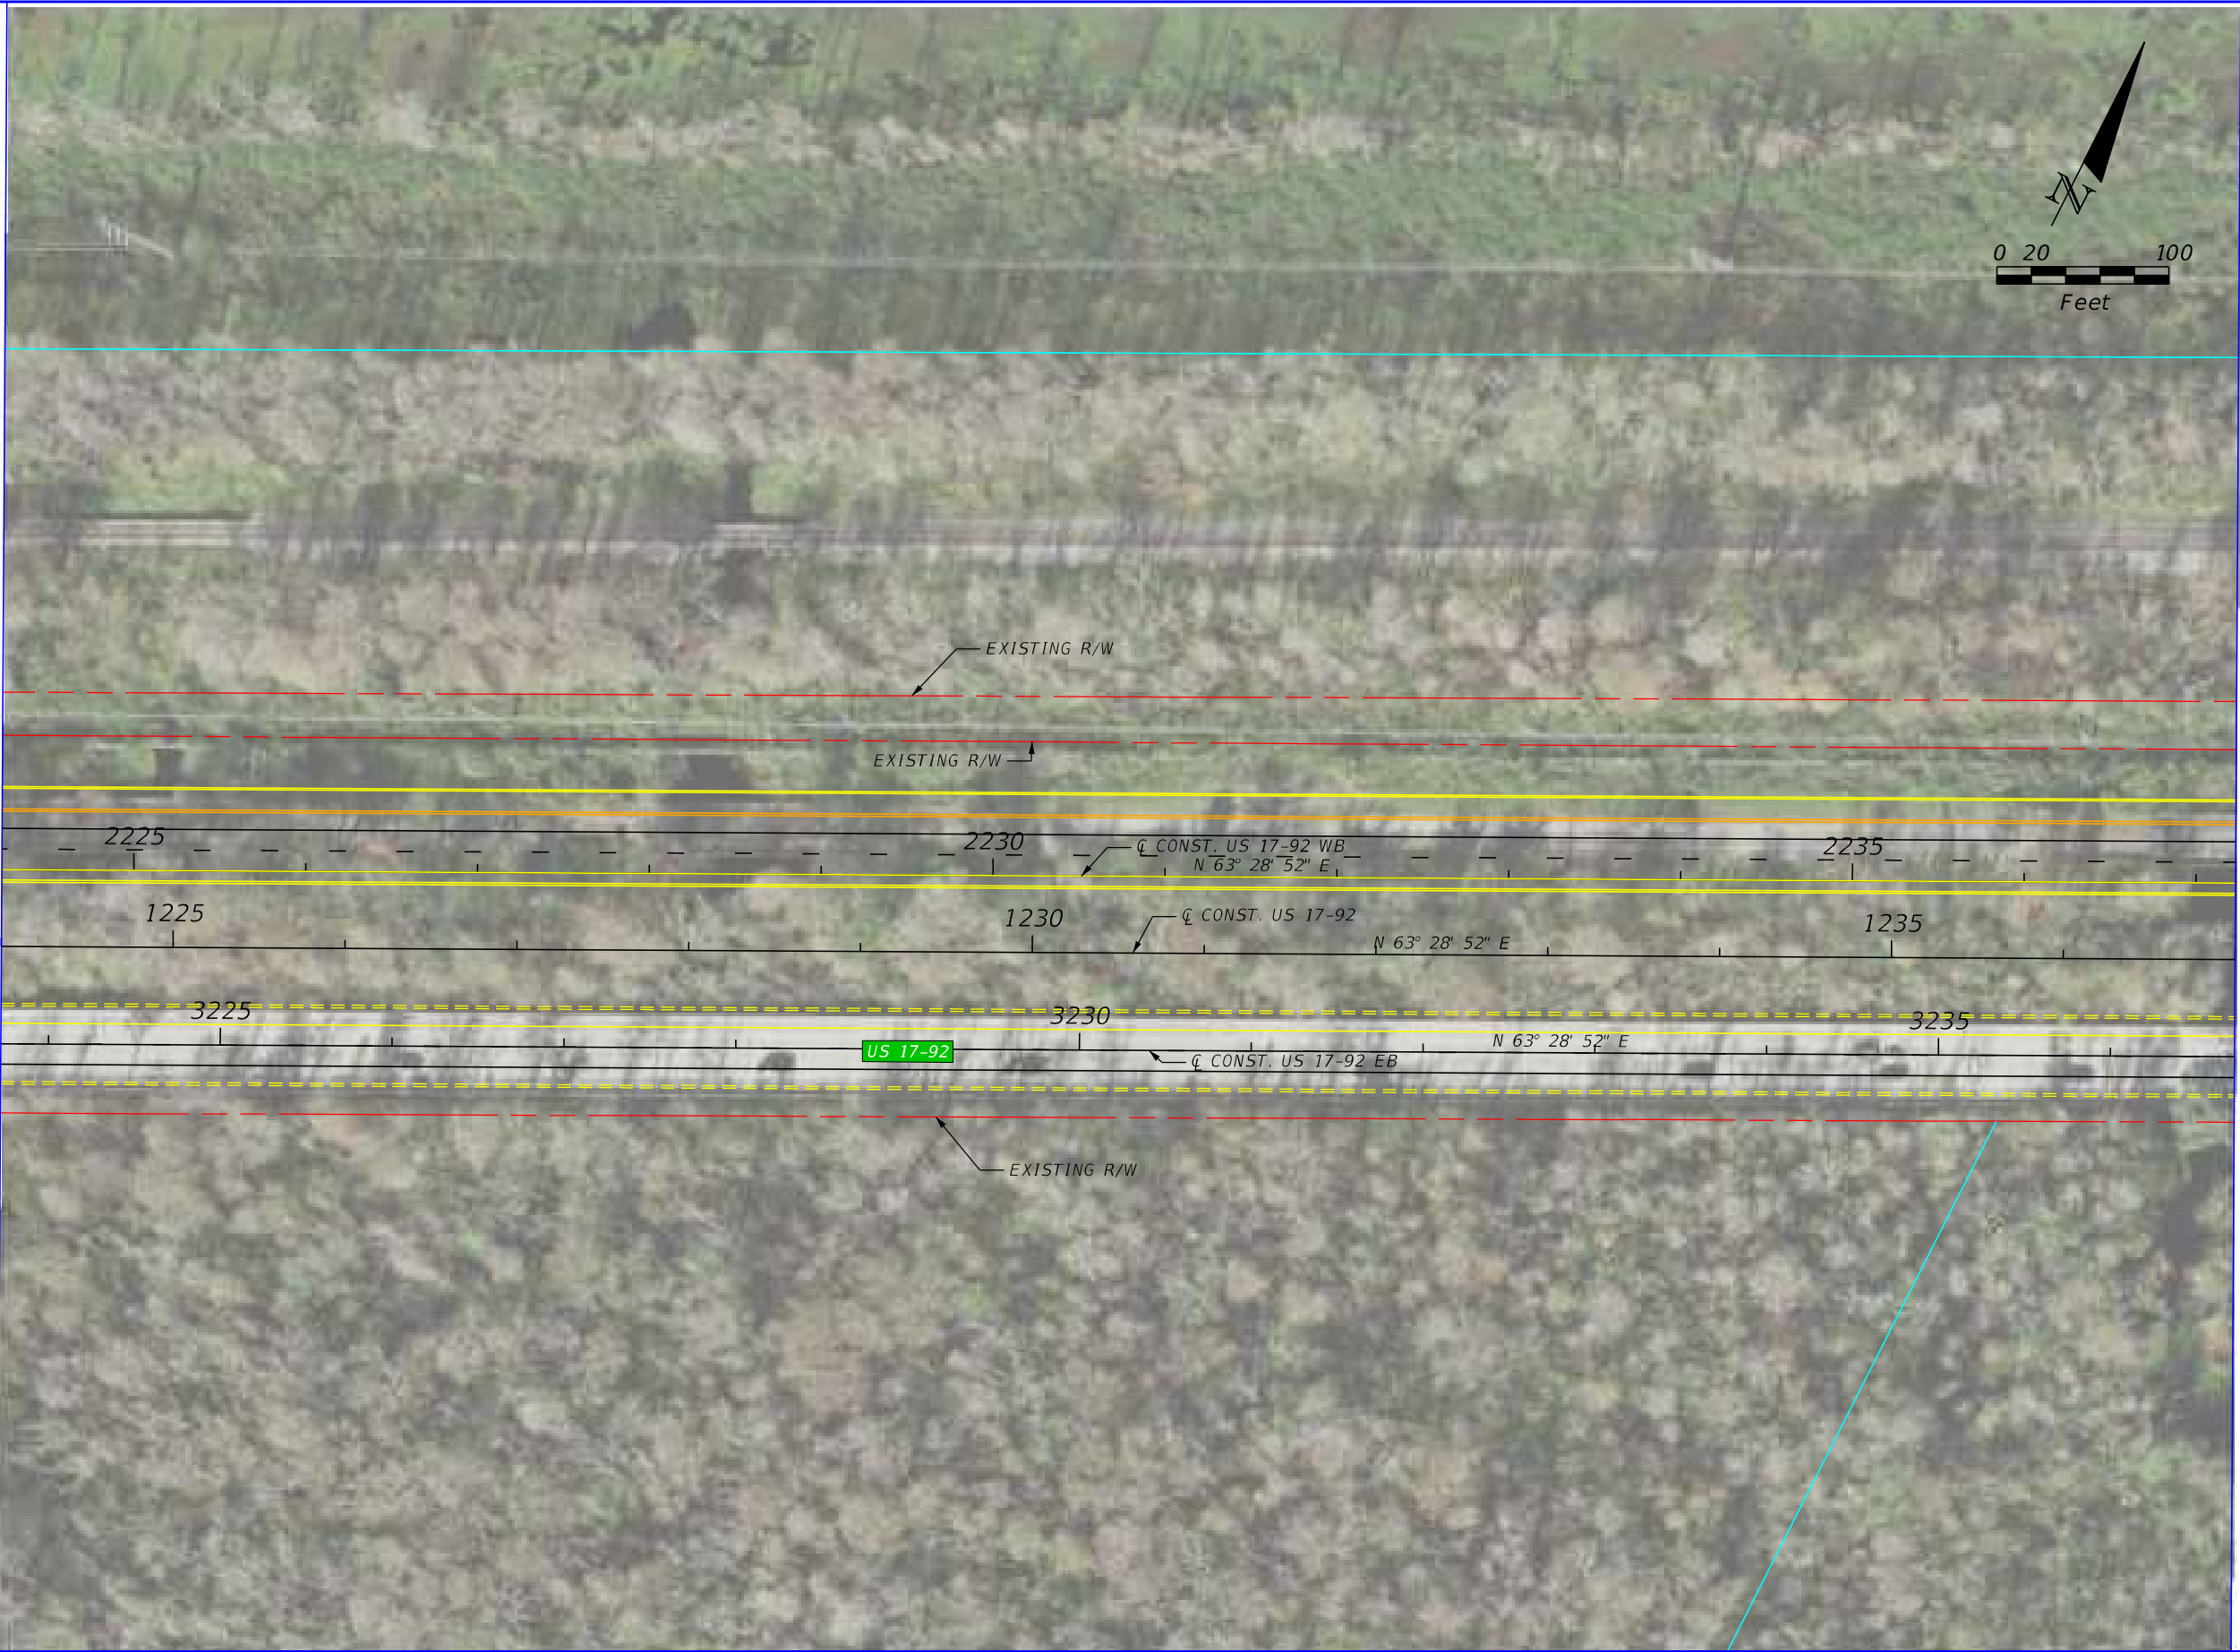 N
0 20 100
Feet
EXISTING R/W
EXISTING R/W
2225 2230 2235
℄ CONST. US 17-92 WB
N 63° 28' 52" E
1225 1230 1235
℄ CONST. US 17-92
N 63° 28' 52" E
3225 3230 3235
N 63° 28' 52" E
US 17-92
℄ CONST. US 17-92 EB
EXISTING R/W